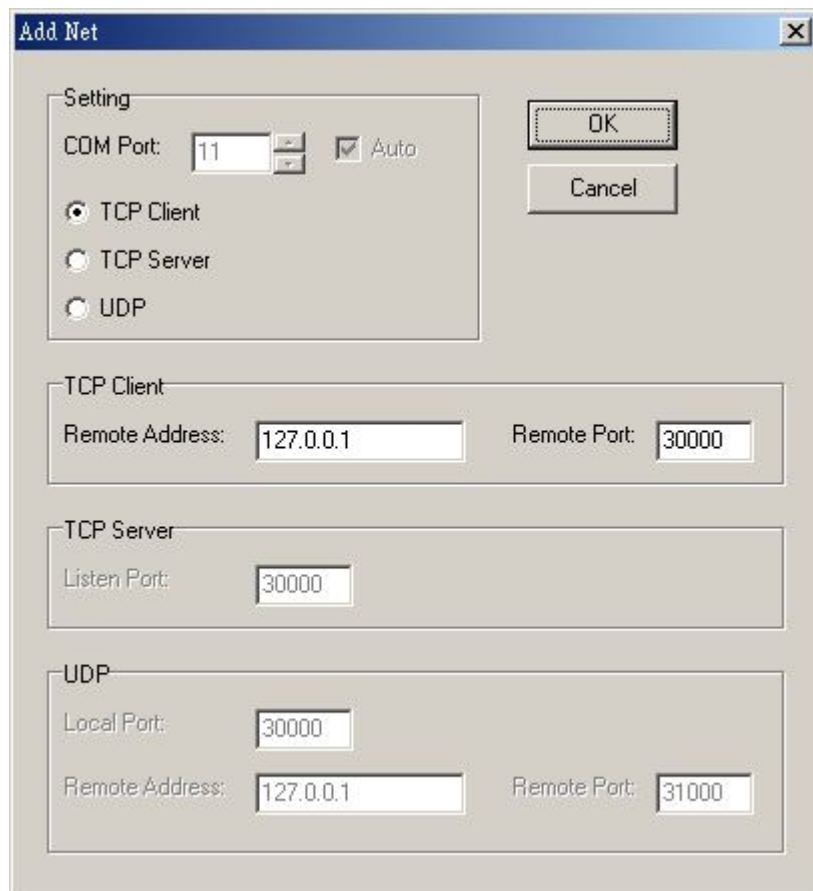 Add Net
Setting
COM Port: 11 Auto
OK
Cancel
TCP Client
TCP Server
UDP
TCP Client
Remote Address: 127.0.0.1 Remote Port: 30000
TCP Server
Listen Port: 30000
UDP
Local Port: 30000
Remote Address: 127.0.0.1 Remote Port: 31000